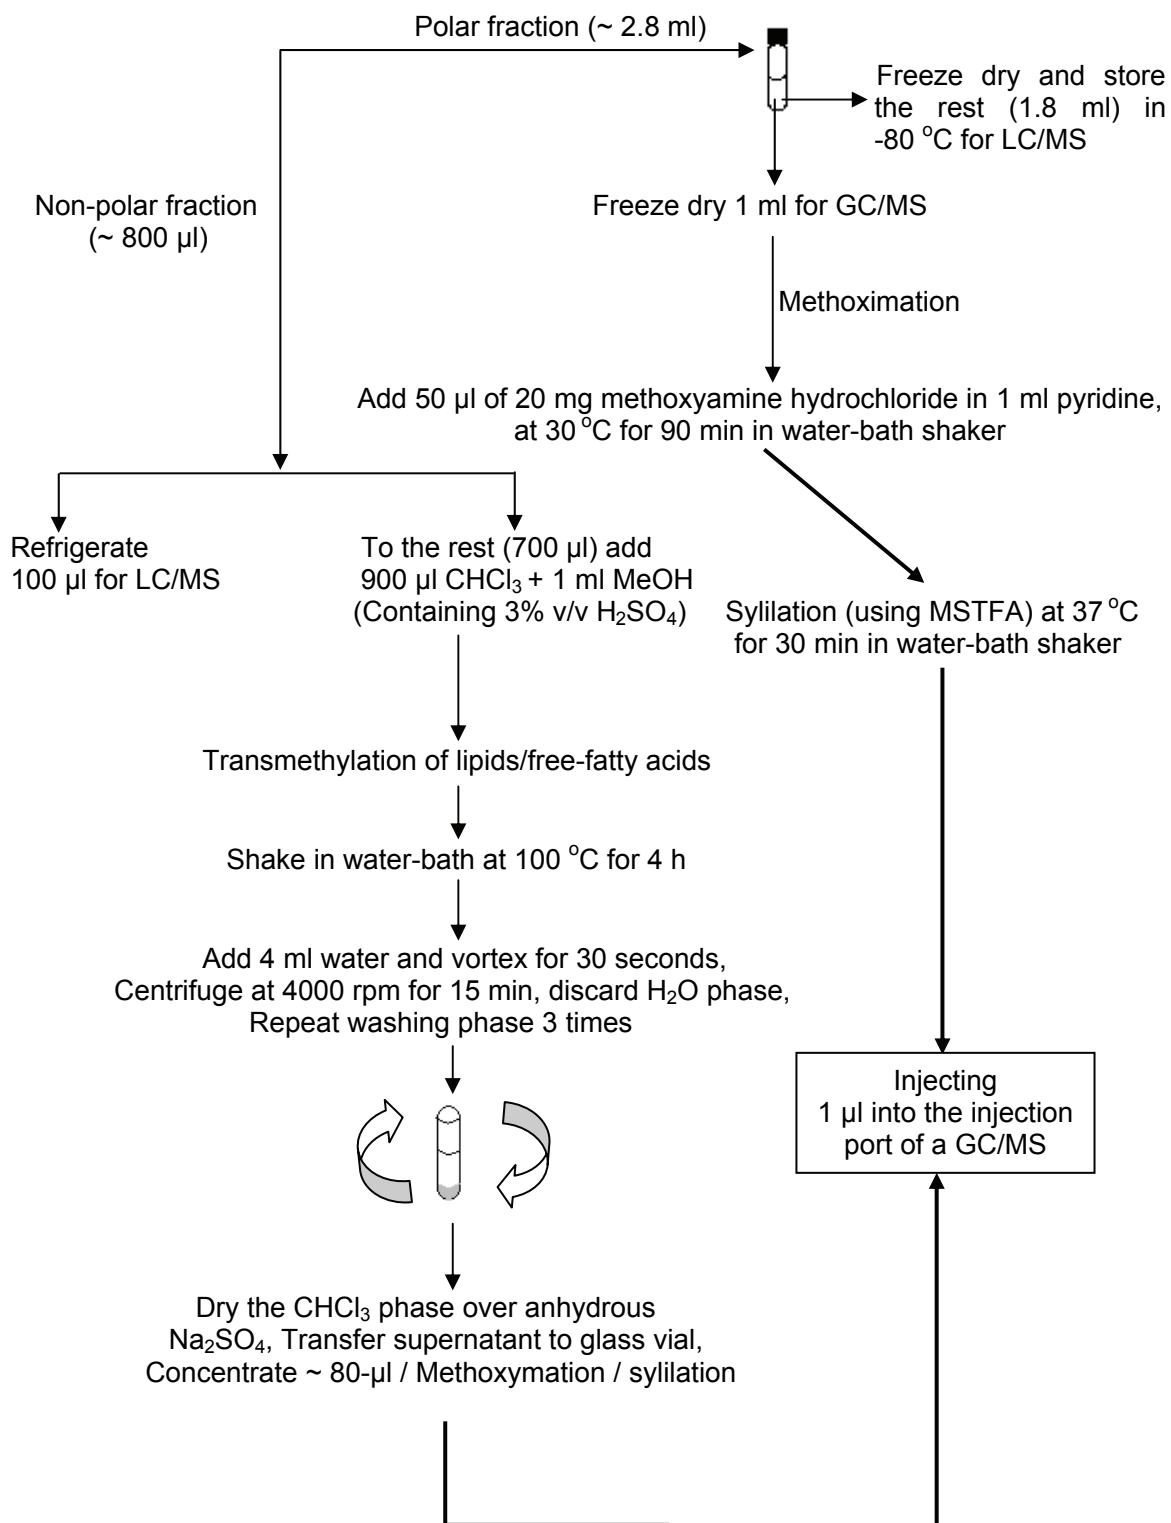 Polar fraction (~ 2.8 ml)
Freeze dry and store
the rest (1.8 ml) in
-80 °C for LC/MS
Non-polar fraction
(~ 800 µl)
Freeze dry 1 ml for GC/MS
Methoximation
Add 50 µl of 20 mg methoxyamine hydrochloride in 1 ml pyridine,
at 30 °C for 90 min in water-bath shaker
Refrigerate
100 µl for LC/MS
To the rest (700 µl) add
900 µl CHCl₃ + 1 ml MeOH
(Containing 3% v/v H₂SO₄)
Sylilation (using MSTFA) at 37 °C
for 30 min in water-bath shaker
Transmethylation of lipids/free-fatty acids
Shake in water-bath at 100 °C for 4 h
Add 4 ml water and vortex for 30 seconds,
Centrifuge at 4000 rpm for 15 min, discard H₂O phase,
Repeat washing phase 3 times
Injecting
1 µl into the injection
port of a GC/MS
Dry the CHCl₃ phase over anhydrous
Na₂SO₄, Transfer supernatant to glass vial,
Concentrate ~ 80-µl / Methoxymation / sylilation